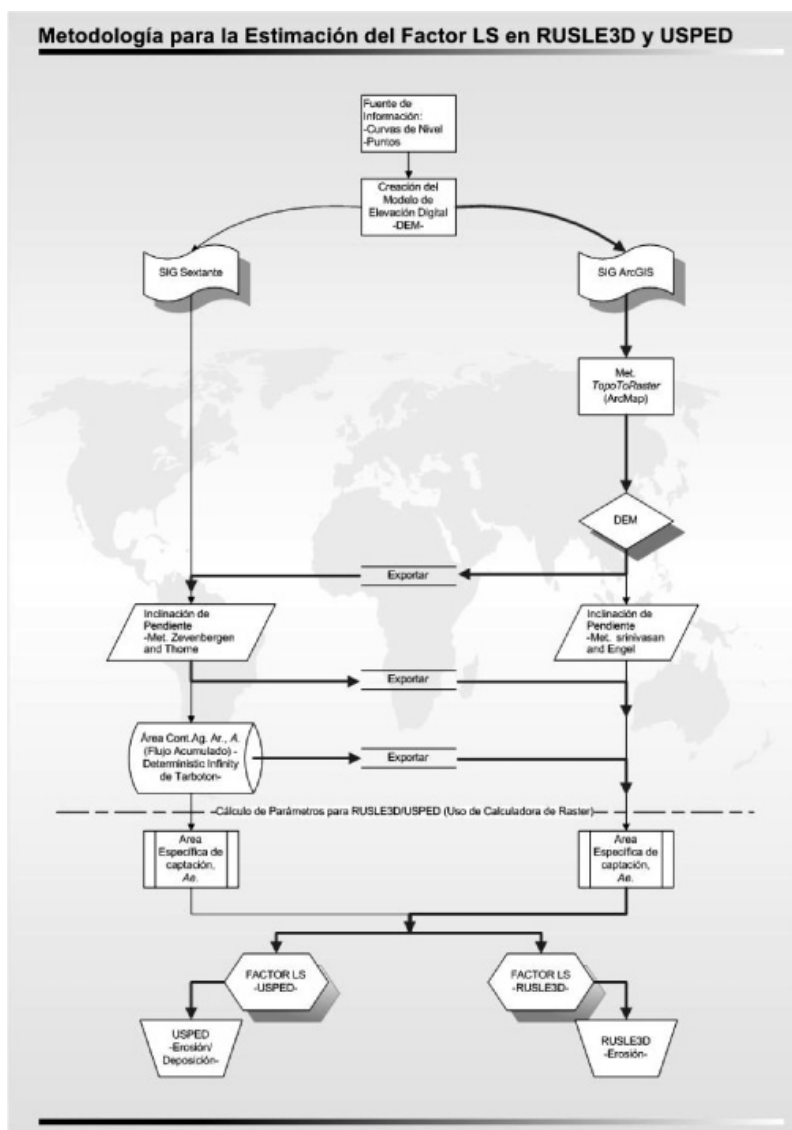 Metodología para la Estimación del Factor LS en RUSLE3D y USPED
Fuente de
Información:
-Curvas de Nivel
-Puntos
Creación del
Modelo de
Elevación Digital
-DEM-
SIG Sextante
SIG ArcGIS
Met.
TopoToRaster
(ArcMap)
DEM
Exportar
Inclinación de
Pendiente
-Met. Zevenbergen
and Thorne
Inclinación de
Pendiente
-Met. srinivasan
and Engel
Exportar
Área Cont.Ag. Ar., A.
(Flujo Acumulado) -
Deterministic Infinity
de Tarboton-
Exportar
-Cálculo de Parámetros para RUSLE3D/USPED (Uso de Calculadora de Raster)
Area
Específica de
captación,
Ae.
Area
Específica de
captación,
Ae.
FACTOR LS
-USPED-
FACTOR LS
-RUSLE3D-
USPED
-Erosión/
Deposición-
RUSLE3D
-Erosión-